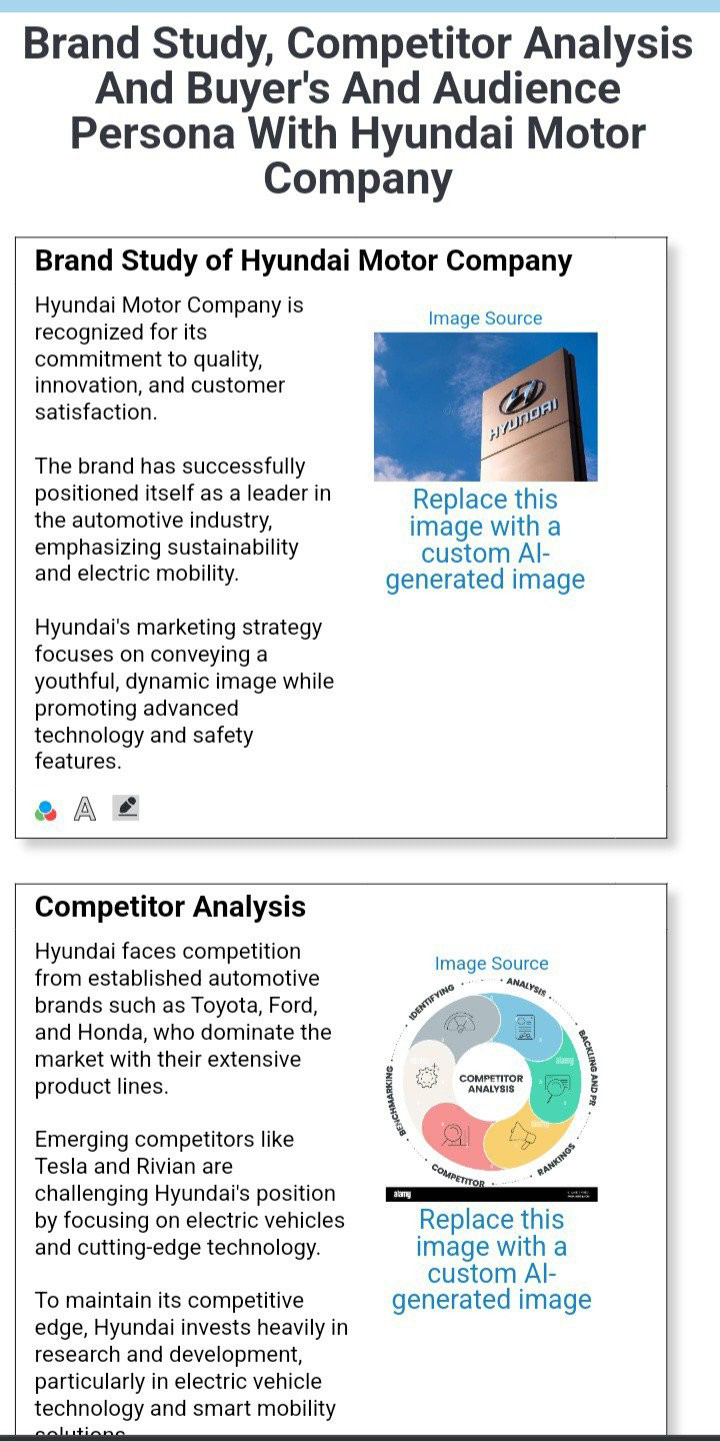 Brand Study, Competitor Analysis
And Buyer's And Audience
Persona With Hyundai Motor
Company
Brand Study of Hyundai Motor Company
Hyundai Motor Company is
recognized for its
commitment to quality,
innovation, and customer
satisfaction.
The brand has successfully
positioned itself as a leader in
the automotive industry,
emphasizing sustainability
and electric mobility.
Hyundai's marketing strategy
focuses on conveying a
youthful, dynamic image while
promoting advanced
technology and safety
features.
Image Source
HYUNDAI
Replace this
image with a
custom AI-
generated image
Competitor Analysis
Hyundai faces competition
from established automotive
brands such as Toyota, Ford,
and Honda, who dominate the
market with their extensive
product lines.
Emerging competitors like
Tesla and Rivian are
challenging Hyundai's position
by focusing on electric vehicles
and cutting-edge technology.
To maintain its competitive
edge, Hyundai invests heavily in
research and development,
particularly in electric vehicle
technology and smart mobility
solutions
Image Source
IDENTIFYING
ANALYSIS
BACKLING AND PR
RANKINGS
COMPETITOR
BENCHMARKING
COMPETITOR
ANALYSIS
alamy
Replace this
image with a
custom AI-
generated image